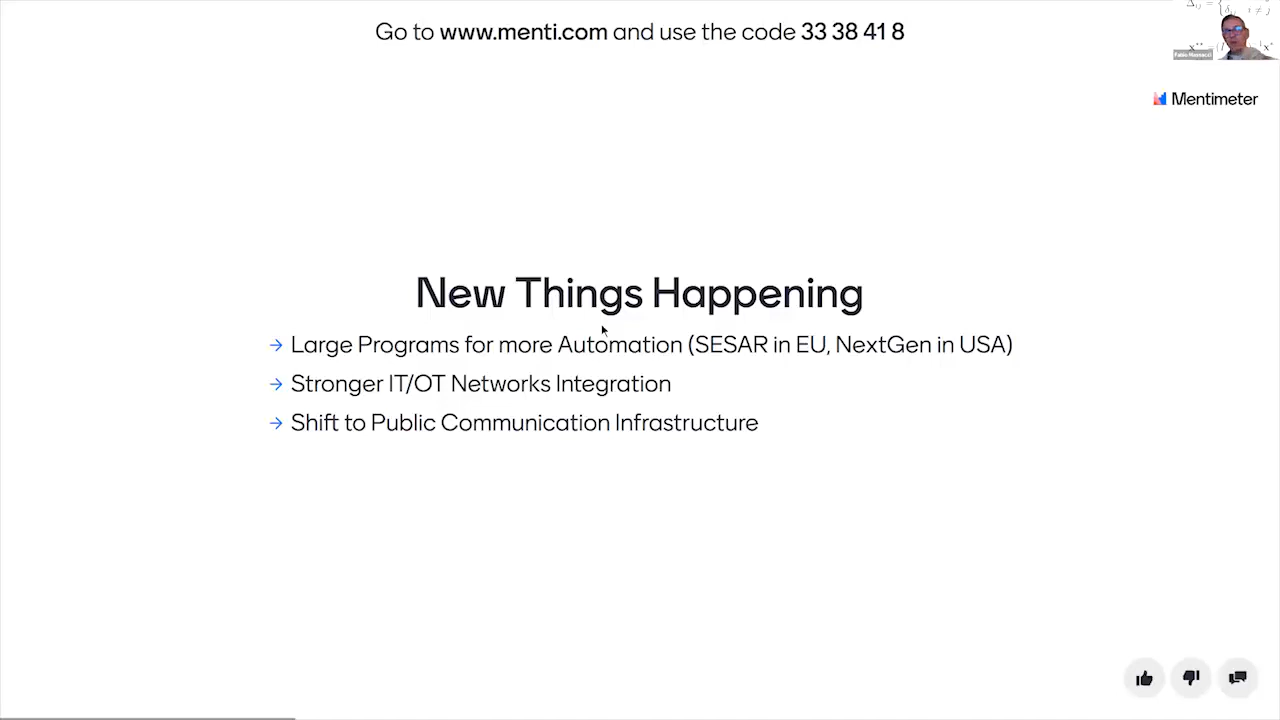 Go to www.menti.com and use the code 33 38 41 8
Fabio Massacci
Mentimeter
New Things Happening
→ Large Programs for more Automation (SESAR in EU, NextGen in USA)
→ Stronger IT/OT Networks Integration
→ Shift to Public Communication Infrastructure